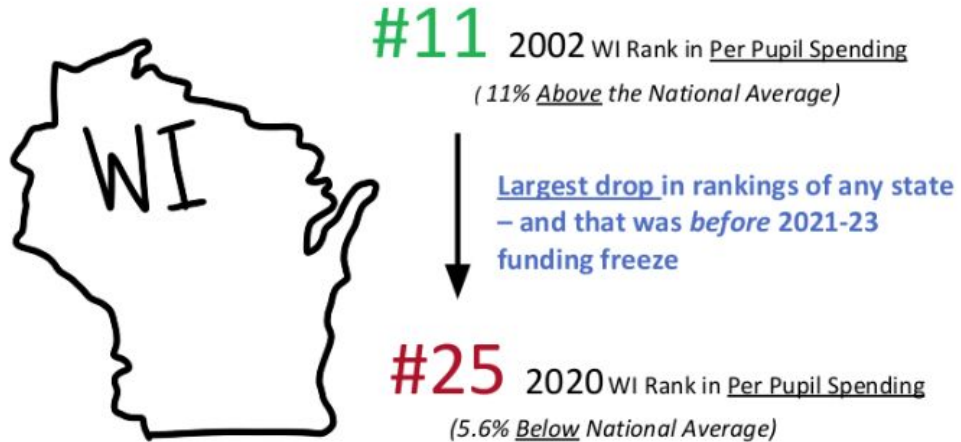 #11 2002 WI Rank in Per Pupil Spending
( 11% Above the National Average)
WI
Largest drop in rankings of any state
– and that was before 2021-23
funding freeze
#25 2020 WI Rank in Per Pupil Spending
(5.6% Below National Average)